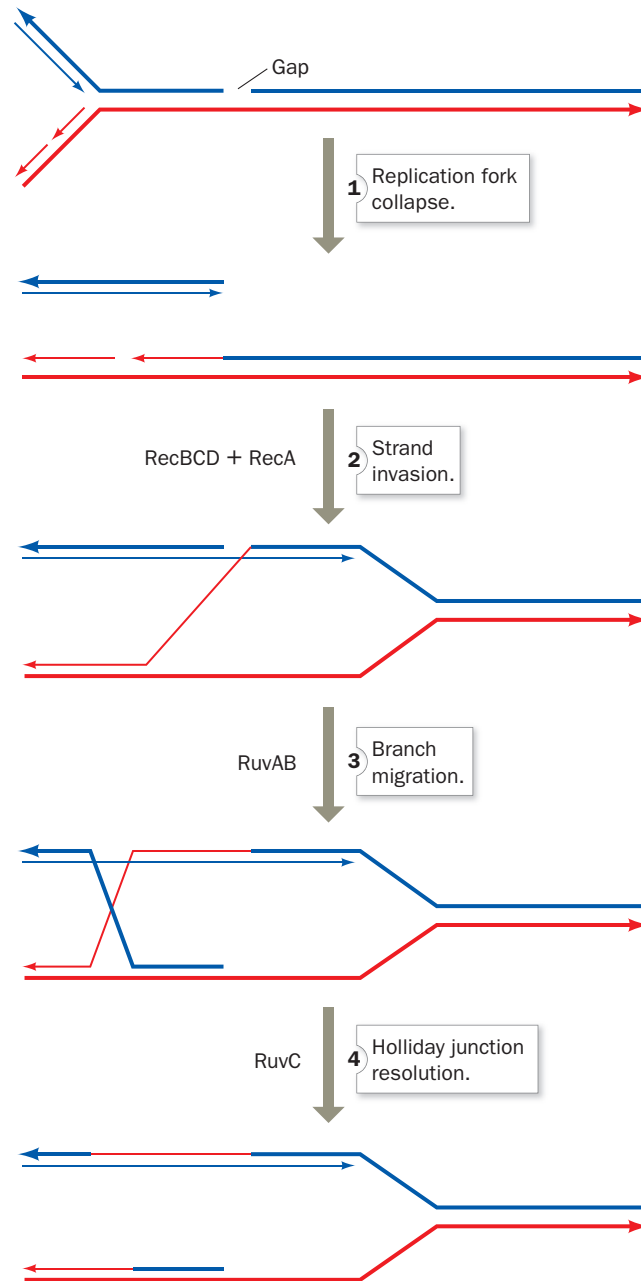 Gap
1 Replication fork
collapse.
RecBCD + RecA
2 Strand
invasion.
RuvAB
3 Branch
migration.
RuvC
4 Holliday junction
resolution.